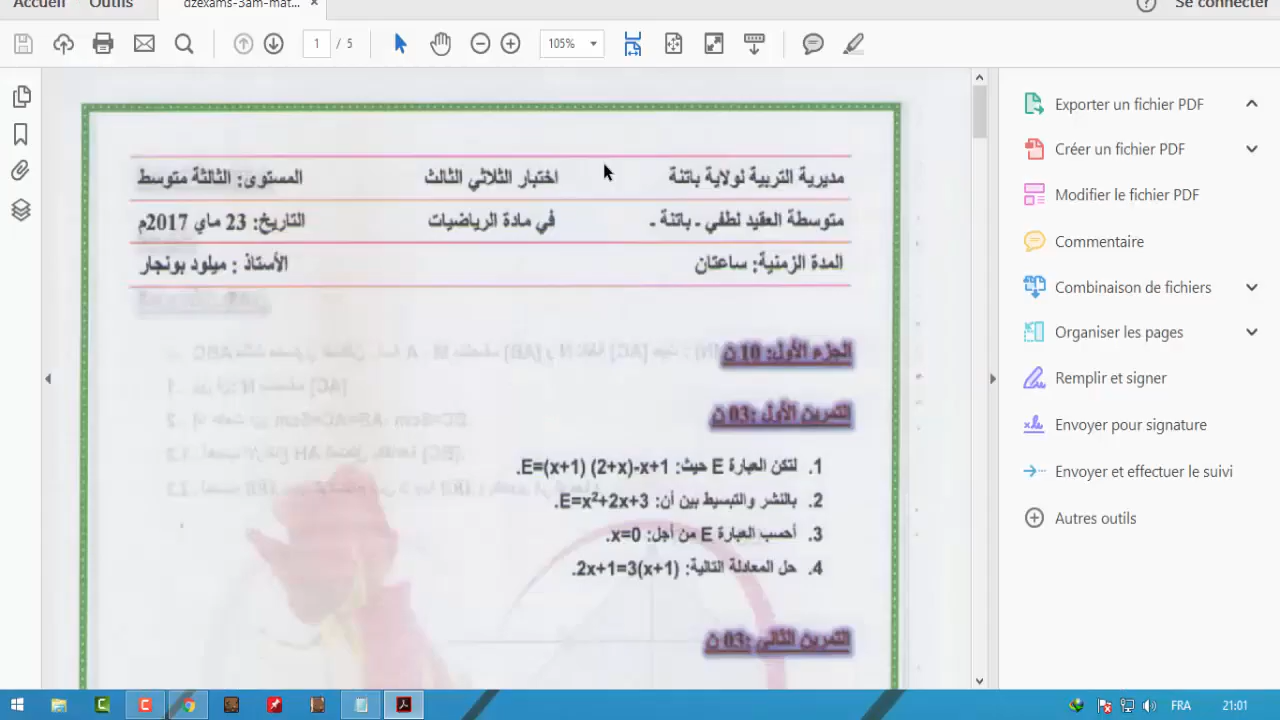 Accueil Outils dzexams-3am-mat... × Se connecter
1 / 5 105%
مديرية التربية لولاية باتنة اختبار الثلاثي الثالث المستوى: الثالثة متوسط
متوسطة العقيد لطفي ـ باتنة ـ في مادة الرياضيات التاريخ: 23 ماي 2017م
المدة الزمنية: ساعتان الأستاذ : ميلود بونجار
الجزء الأول: 10 ن
التمرين الأول :03 ن
1. لتكن العبارة E حيث: E=(x+1) (2+x)-x+1.
2. بالنشر والتبسيط بين أن: E=x²+2x+3.
3. أحسب العبارة E من أجل: x=0.
4. حل المعادلة التالية: 2x+1=3(x+1).
التمرين الثاني :03 ن
Exporter un fichier PDF
Créer un fichier PDF
Modifier le fichier PDF
Commentaire
Combinaison de fichiers
Organiser les pages
Remplir et signer
Envoyer pour signature
Envoyer et effectuer le suivi
Autres outils
FRA 21:01